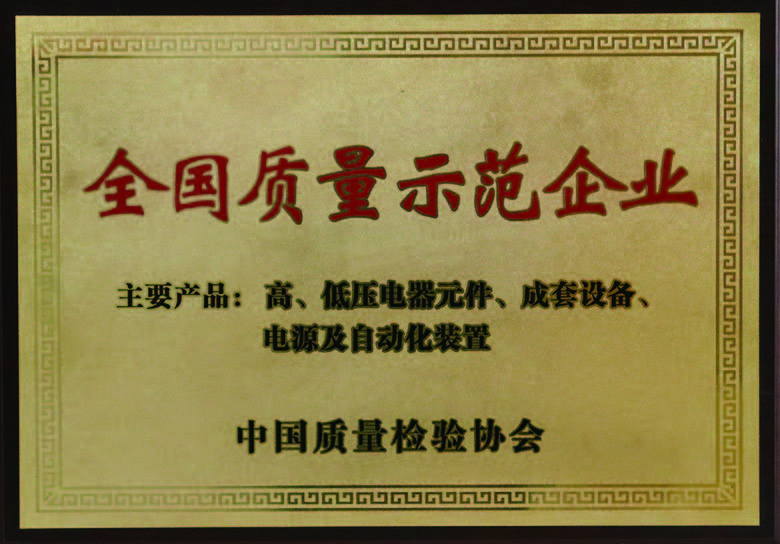 全国质量示范企业
主要产品：高、低压电器元件、成套设备、
电源及自动化装置
中国质量检验协会